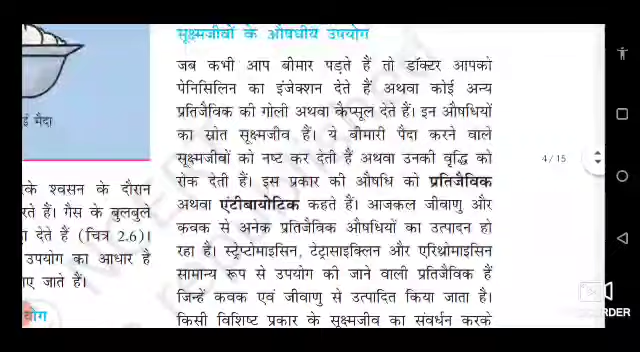 सूक्ष्मजीवों के औषधीय उपयोग
जब कभी आप बीमार पड़ते हैं तो डॉक्टर आपको
पेनिसिलिन का इंजेक्शन देते हैं अथवा कोई अन्य
प्रतिजैविक की गोली अथवा कैप्सूल देते हैं। इन औषधियों
का स्रोत सूक्ष्मजीव हैं। ये बीमारी पैदा करने वाले
सूक्ष्मजीवों को नष्ट कर देती हैं अथवा उनकी वृद्धि को
रोक देती हैं। इस प्रकार की औषधि को प्रतिजैविक
अथवा एंटीबायोटिक कहते हैं। आजकल जीवाणु और
कवक से अनेक प्रतिजैविक औषधियों का उत्पादन हो
रहा है। स्ट्रेप्टोमाइसिन, टेट्रासाइक्लिन और एरिथ्रोमाइसिन
सामान्य रूप से उपयोग की जाने वाली प्रतिजैविक हैं
जिन्हें कवक एवं जीवाणु से उत्पादित किया जाता है।
किसी विशिष्ट प्रकार के सूक्ष्मजीव का संवर्धन करके
मैदा
के श्वसन के दौरान
रते हैं। गैस के बुलबुले
देते हैं (चित्र 2.6)।
उपयोग का आधार है
ए जाते हैं।
योग
4/15